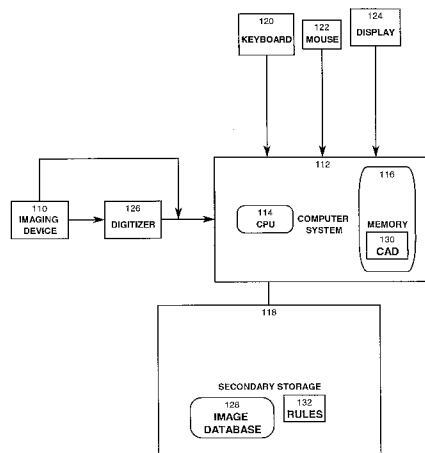 120
KEYBOARD
122
MOUSE
124
DISPLAY
112
116
114
CPU
COMPUTER
SYSTEM
MEMORY
130
CAD
110
IMAGING
DEVICE
126
DIGITIZER
118
SECONDARY STORAGE
128
IMAGE
DATABASE
132
RULES